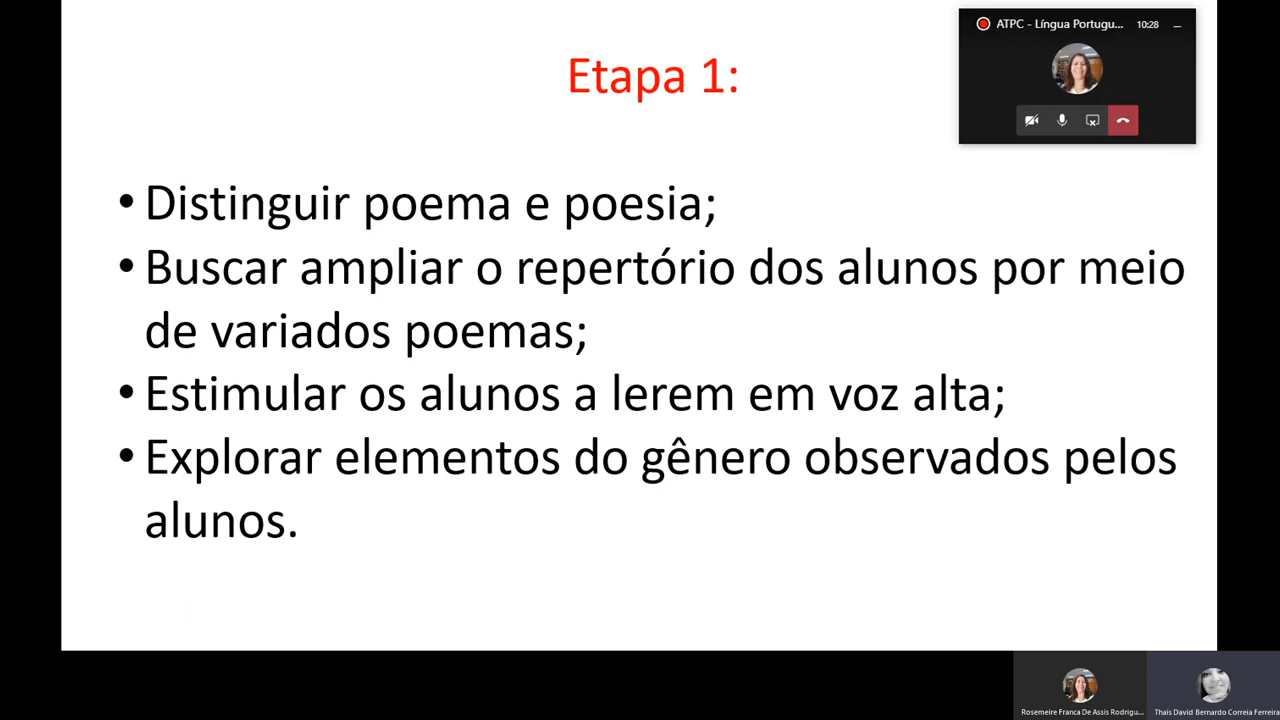 ATPC - Língua Portugu... 10:28
Etapa 1:
• Distinguir poema e poesia;
• Buscar ampliar o repertório dos alunos por meio
de variados poemas;
• Estimular os alunos a lerem em voz alta;
• Explorar elementos do gênero observados pelos
alunos.
Rosemeire Franca De Assis Rodrigu...
Thais David Bernardo Correia Ferreira